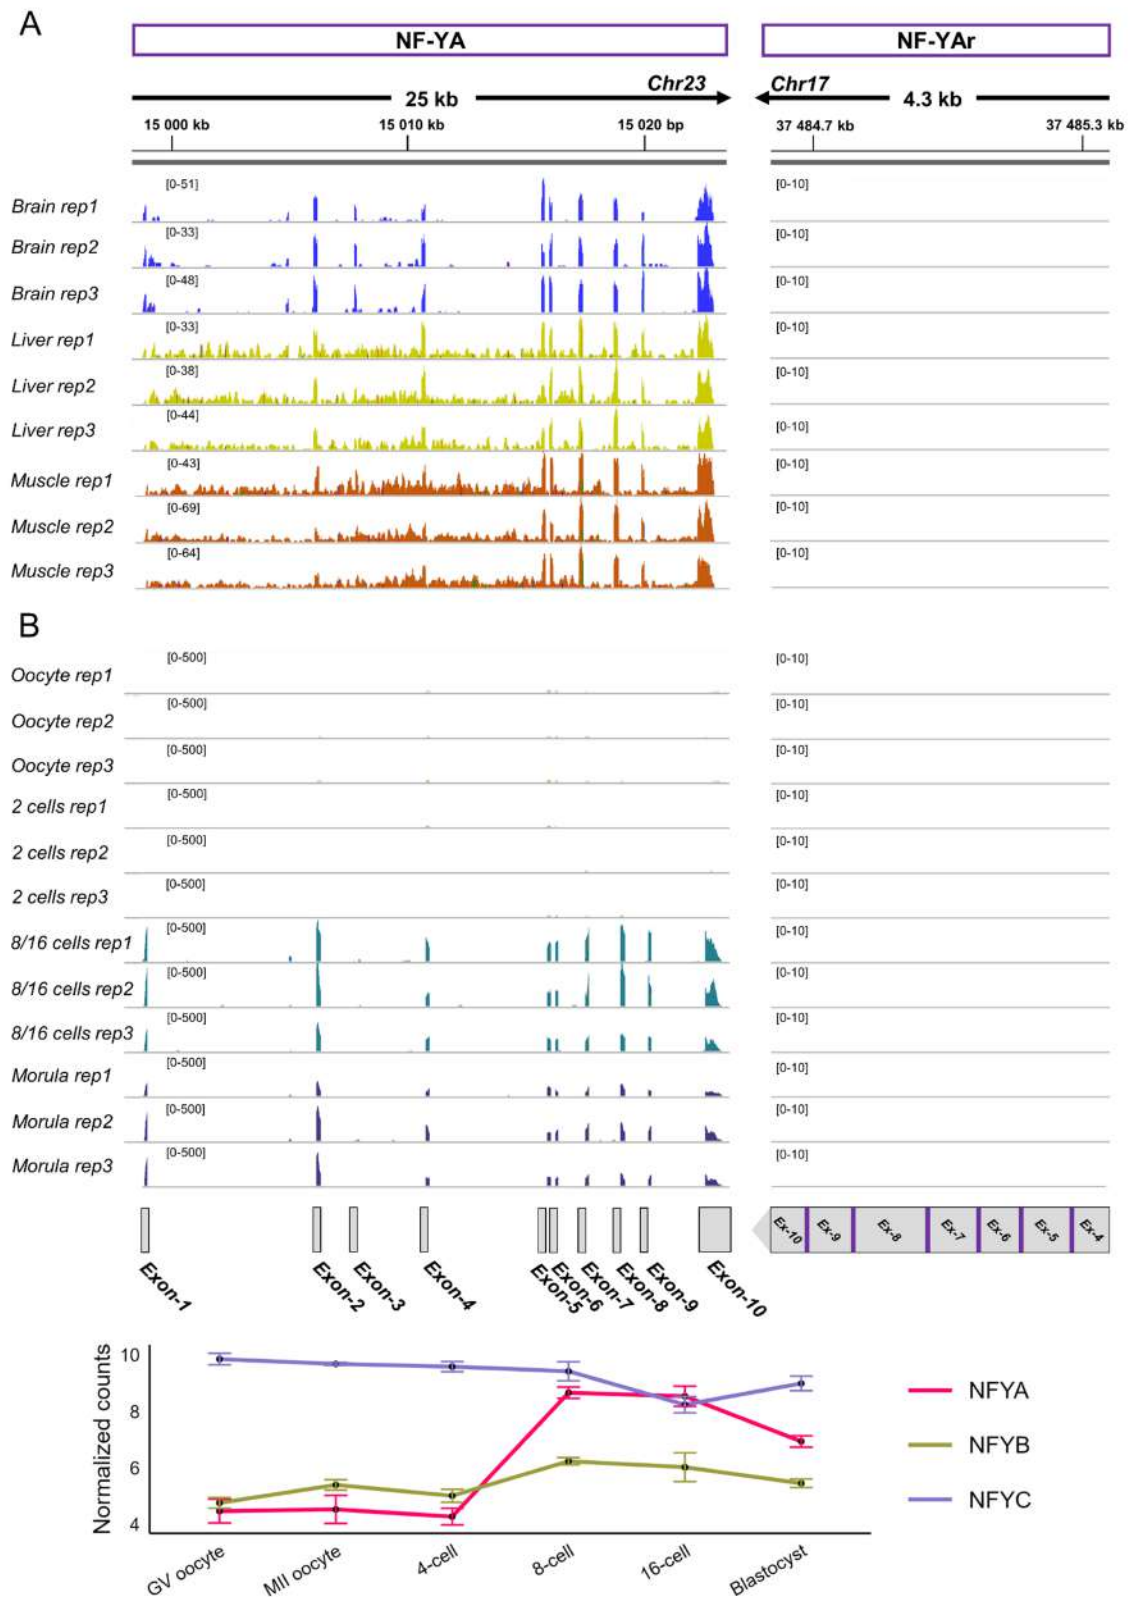 A
NF-YA NF-YAr
Chr23 Chr17
25 kb 4.3 kb
15 000 kb 15 010 kb 15 020 bp 37 484.7 kb 37 485.3 kb
[0-51] [0-10]
Brain rep1
[0-33] [0-10]
Brain rep2
[0-48] [0-10]
Brain rep3
[0-33] [0-10]
Liver rep1
[0-38] [0-10]
Liver rep2
[0-44] [0-10]
Liver rep3
[0-43] [0-10]
Muscle rep1
[0-69] [0-10]
Muscle rep2
[0-64] [0-10]
Muscle rep3
B
[0-500] [0-10]
Oocyte rep1
[0-500] [0-10]
Oocyte rep2
[0-500] [0-10]
Oocyte rep3
[0-500] [0-10]
2 cells rep1
[0-500] [0-10]
2 cells rep2
[0-500] [0-10]
2 cells rep3
[0-500] [0-10]
8/16 cells rep1
[0-500] [0-10]
8/16 cells rep2
[0-500] [0-10]
8/16 cells rep3
[0-500] [0-10]
Morula rep1
[0-500] [0-10]
Morula rep2
[0-500] [0-10]
Morula rep3
Ex-10 Ex-9 Ex-8 Ex-7 Ex-6 Ex-5 Ex-4
Exon-1 Exon-2 Exon-3 Exon-4 Exon-5 Exon-6 Exon-7 Exon-8 Exon-9 Exon-10
Normalized counts
10
8
6
4
NFYA
NFYB
NFYC
GV oocyte MII oocyte 4-cell 8-cell 16-cell Blastocyst